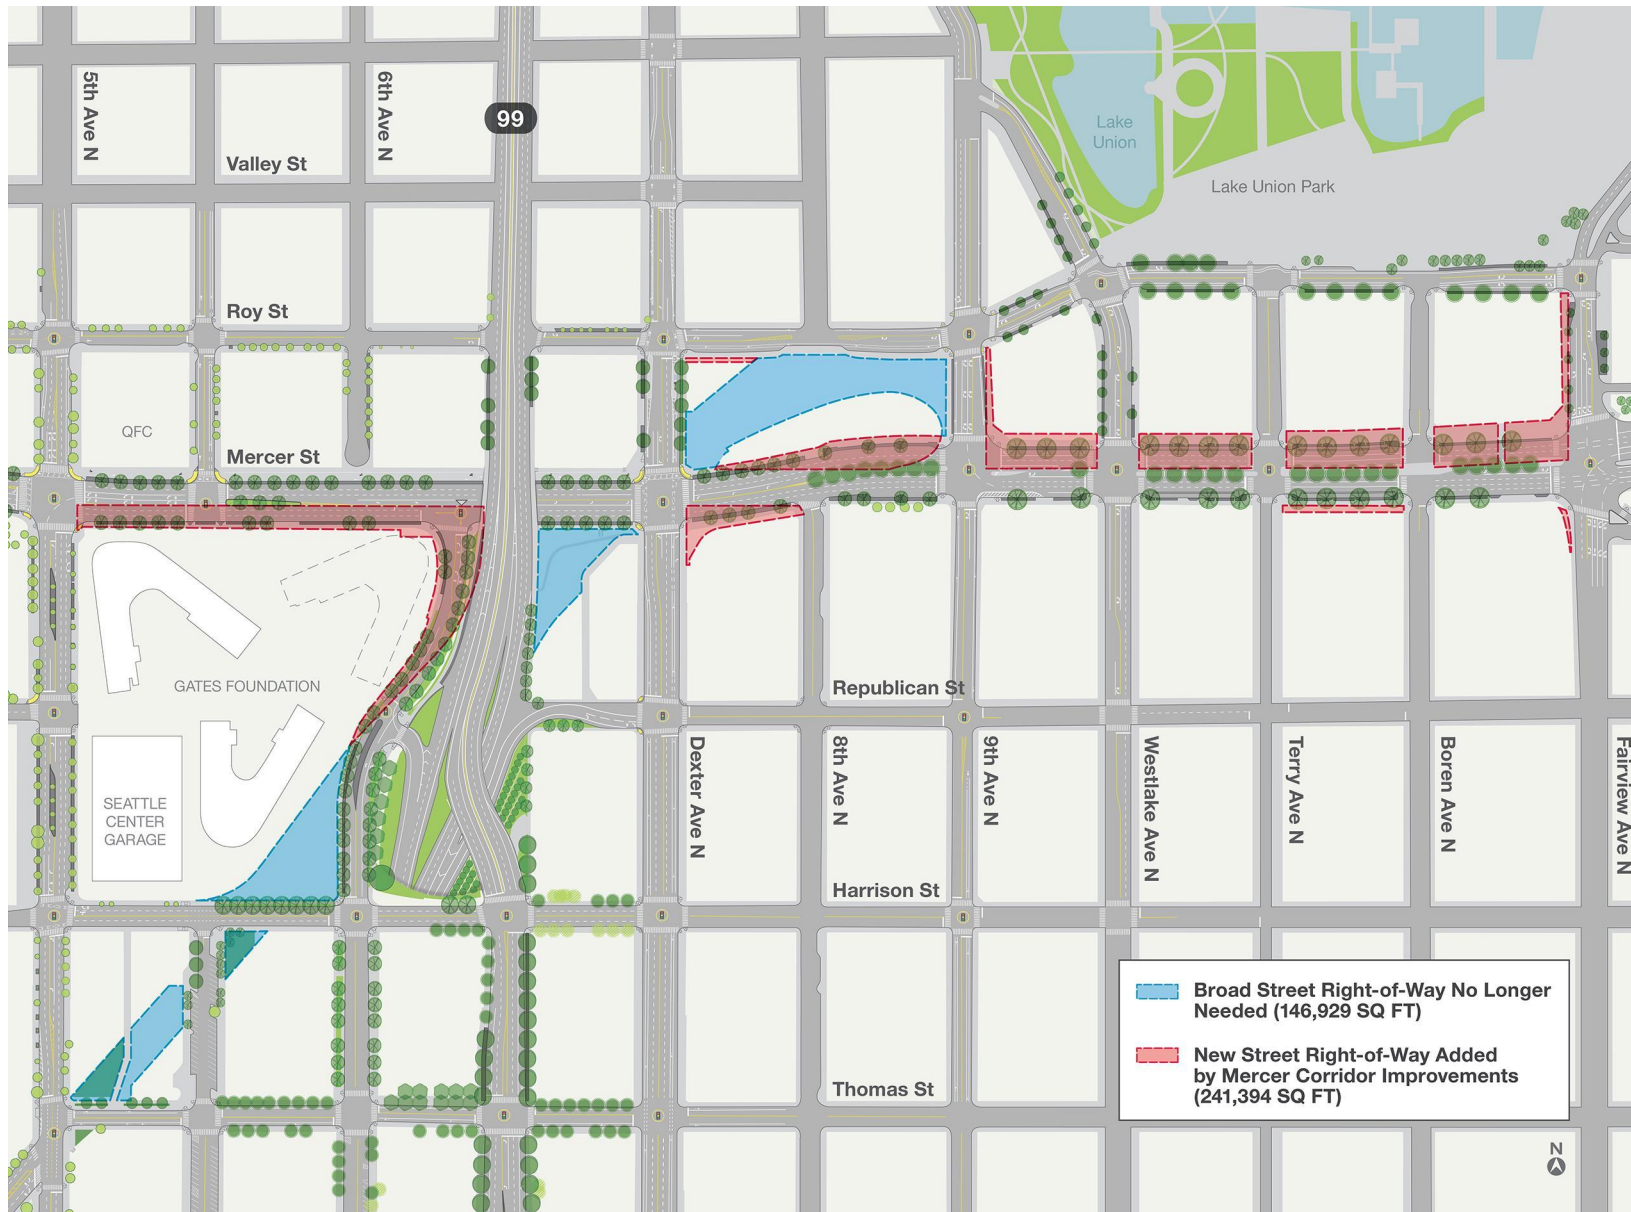 5th Ave N
6th Ave N
99
Valley St
Lake
Union
Lake Union Park
Roy St
QFC
Mercer St
GATES FOUNDATION
Republican St
SEATTLE
CENTER
GARAGE
Dexter Ave N
8th Ave N
9th Ave N
Westlake Ave N
Terry Ave N
Boren Ave N
Fairview Ave N
Harrison St
Thomas St
Broad Street Right-of-Way No Longer
Needed (146,929 SQ FT)
New Street Right-of-Way Added
by Mercer Corridor Improvements
(241,394 SQ FT)
N